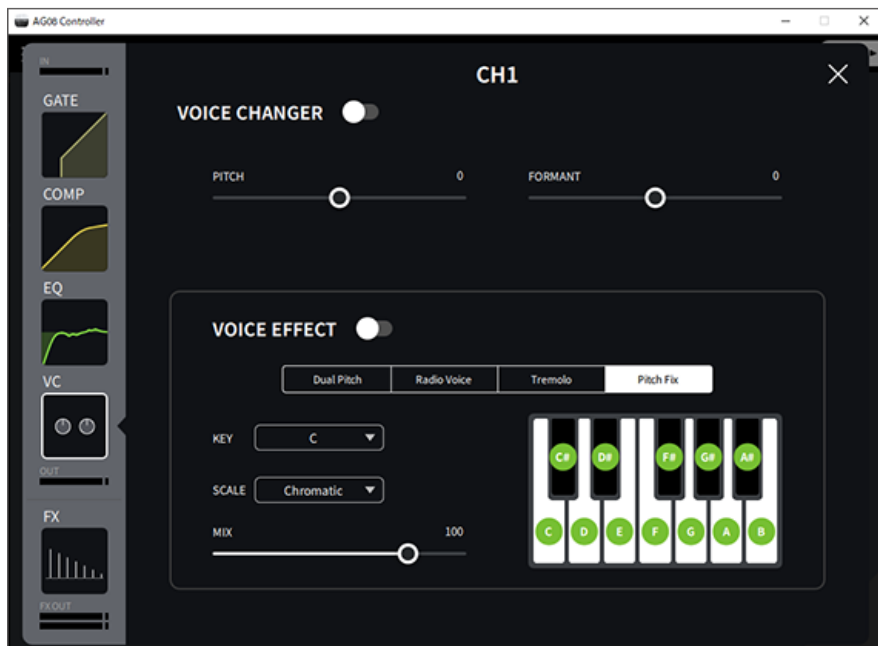 AG08 Controller
IN
CH1
GATE
VOICE CHANGER
PITCH 0 FORMANT 0
COMP
EQ
VOICE EFFECT
VC
Dual Pitch Radio Voice Tremolo Pitch Fix
KEY C
C# D# F# G# A#
OUT
SCALE Chromatic
FX
MIX 100
C D E F G A B
FX OUT